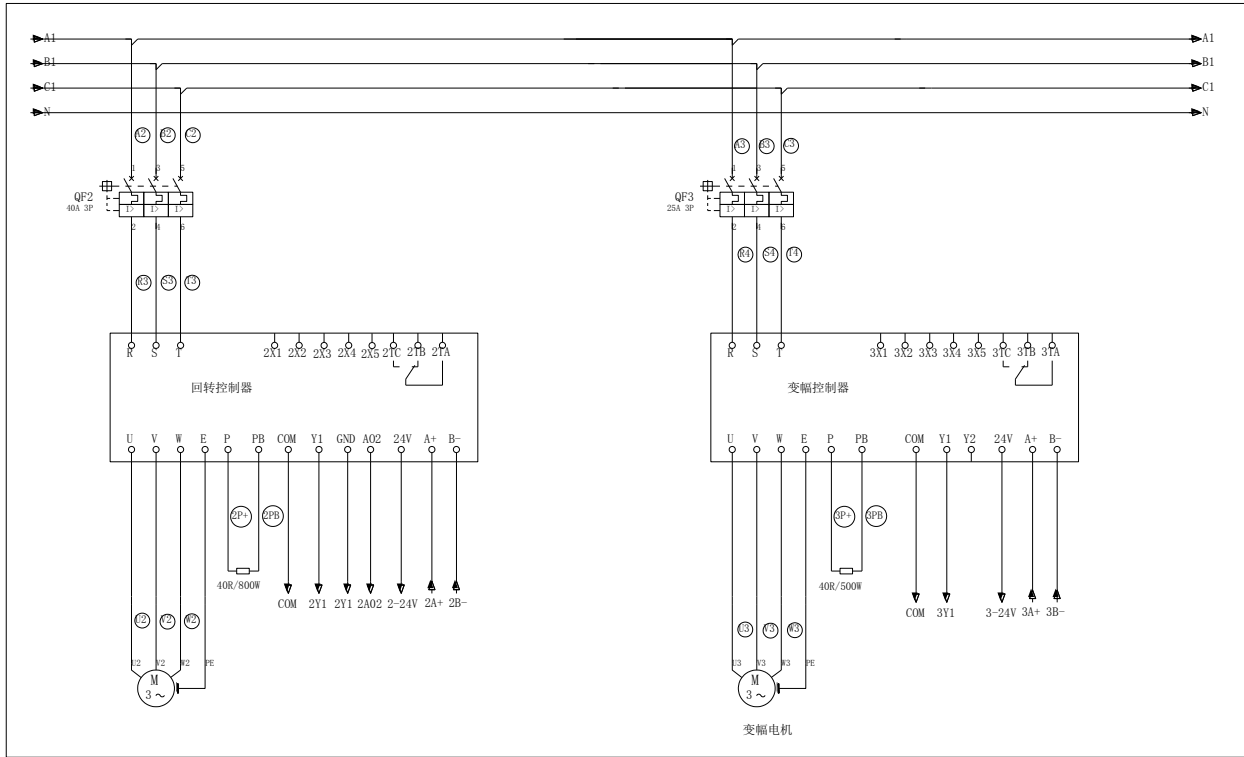 A1 A1
B1 B1
C1 C1
N N
A2 B2 C2 A3 B3 C3
1 3 5 1 3 5
QF2 QF3
40A 3P 25A 3P
I> I> I> I> I> I>
2 4 6 2 4 6
R3 S3 T3 R4 S4 T4
R S T 2X1 2X2 2X3 2X4 2X5 2TC 2TB 2TA
R S T 3X1 3X2 3X3 3X4 3X5 3TC 3TB 3TA
回转控制器 变幅控制器
U V W E P PB COM Y1 GND AO2 24V A+ B-
U V W E P PB COM Y1 Y2 24V A+ B-
2P+ 2PB 3P+ 3PB
40R/800W 40R/500W
COM 2Y1 2Y1 2AO2 2-24V 2A+ 2B-
COM 3Y1 3-24V 3A+ 3B-
U2 V2 W2 U3 V3 W3
U2 V2 W2 PE U3 V3 W3 PE
M M
3 ~ 3 ~
变幅电机